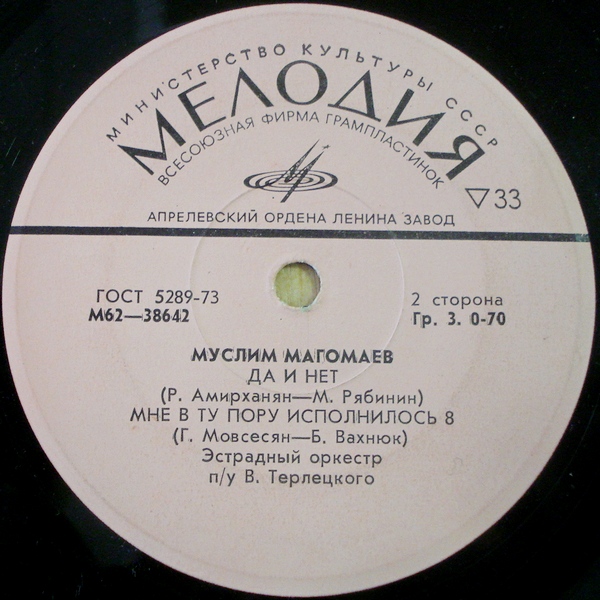 МИНИСТЕРСТВО КУЛЬТУРЫ СССР
МЕЛОДИЯ
ВСЕСОЮЗНАЯ ФИРМА ГРАМПЛАСТИНОК
33
АПРЕЛЕВСКИЙ ОРДЕНА ЛЕНИНА ЗАВОД
ГОСТ 5289-73
М62—38642
2 сторона
Гр. 3. 0-70
МУСЛИМ МАГОМАЕВ
ДА И НЕТ
(Р. Амирханян—М. Рябинин)
МНЕ В ТУ ПОРУ ИСПОЛНИЛОСЬ 8
(Г. Мовсесян—Б. Вахнюк)
Эстрадный оркестр
п/у В. Терлецкого